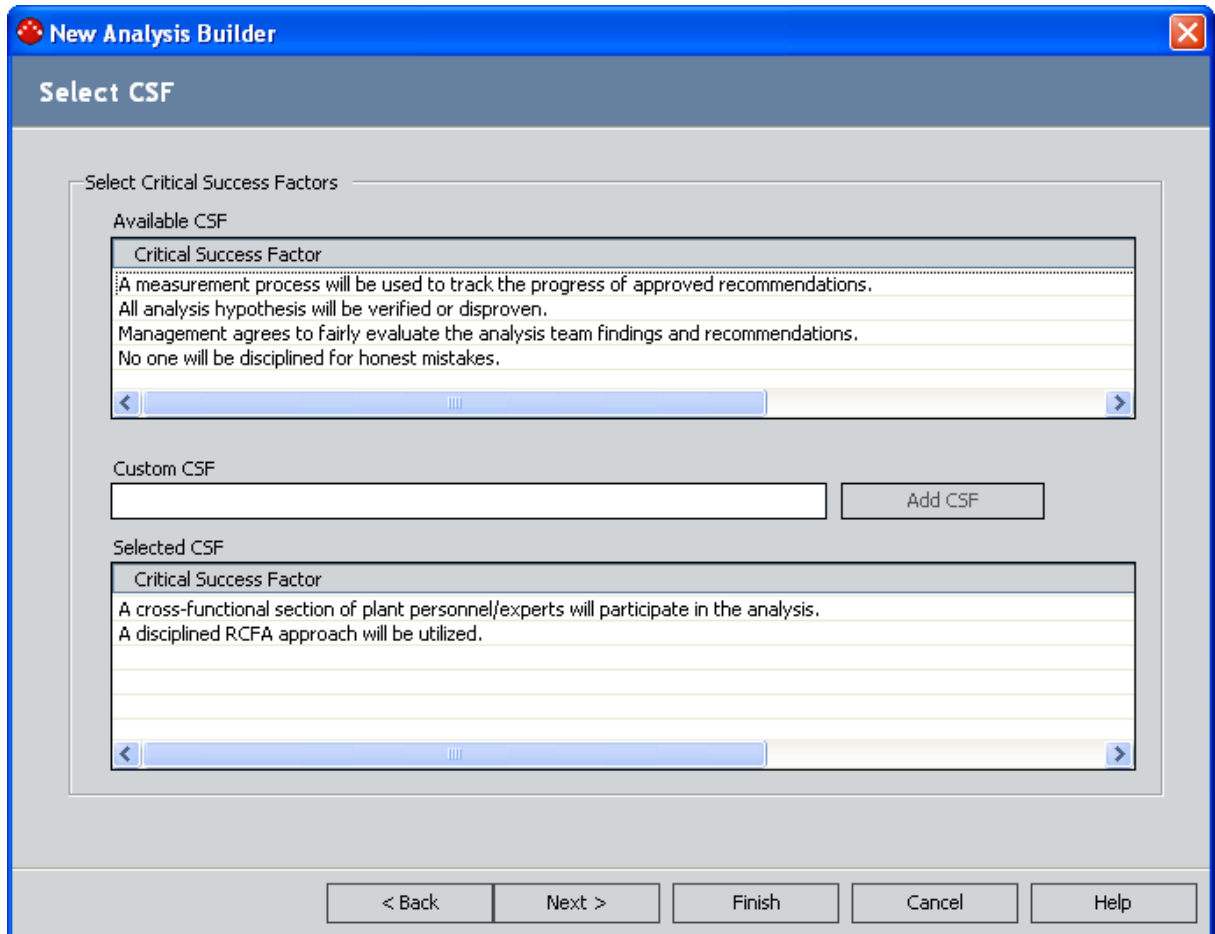 New Analysis Builder
Select CSF
Select Critical Success Factors
Available CSF
Critical Success Factor
A measurement process will be used to track the progress of approved recommendations.
All analysis hypothesis will be verified or disproven.
Management agrees to fairly evaluate the analysis team findings and recommendations.
No one will be disciplined for honest mistakes.
Custom CSF
Add CSF
Selected CSF
Critical Success Factor
A cross-functional section of plant personnel/experts will participate in the analysis.
A disciplined RCFA approach will be utilized.
< Back Next > Finish Cancel Help